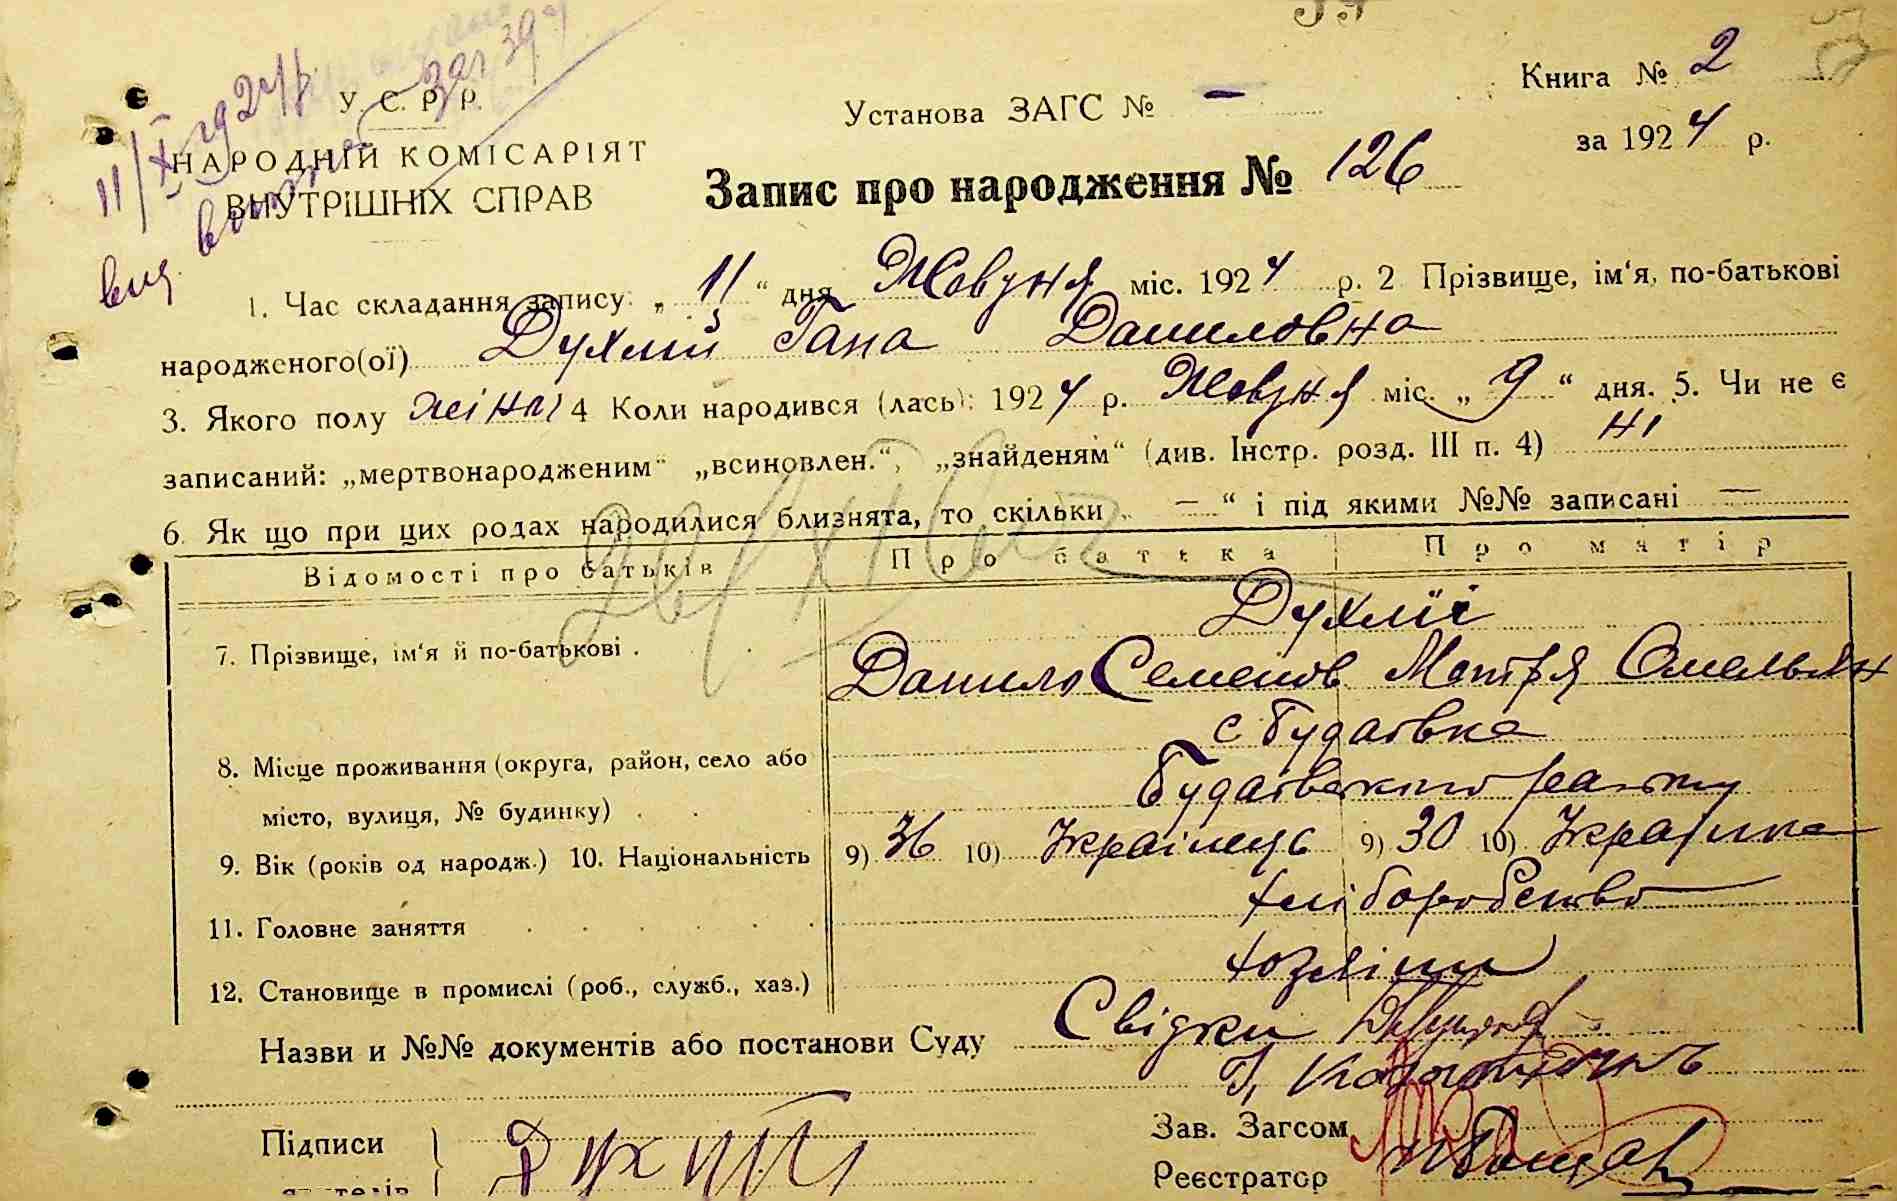 У. С. Р. Р.
НАРОДНІЙ КОМІСАРІЯТ
ВНУТРІШНІХ СПРАВ
Установа ЗАГС № –
Книга № 2
за 1924 р.
Запис про народження № 126
1. Час складання запису: „ 11 “ дня Жовтня міс. 1924 р. 2 Прізвище, ім‘я, по-батькові
народженого(ої) Духлій Гана Даниловна
3. Якого полу жіночі 4 Коли народився (лась): 1924 р. Жовтня міс. „ 9 “ дня. 5. Чи не є
записаний: „мертвонародженим“ „всиновлен.“, „знайденям“ (див. Інстр. розд. III п. 4) ні
6. Як що при цих родах народилися близнята, то скільки „ — “ і під якими №№ записані —
Відомості про батьків Про батька Про матір
7. Прізвище, ім‘я й по-батькові . Духлії
Данило Семенов Мотря Омельян
8. Місце проживання (округа, район, село або с Будаївка
місто, вулиця, № будинку) . Будаївского району
9. Вік (років од народж.) 10. Національність 9) 36 10) Українець 9) 30 10) Українка
11. Головне заняття хліборобство
12. Становище в промислі (роб., служб., хаз.) хозяіни
Назви и №№ документів або постанови Суду Свідки
Підписи
Зав. Загсом
Реєстратор